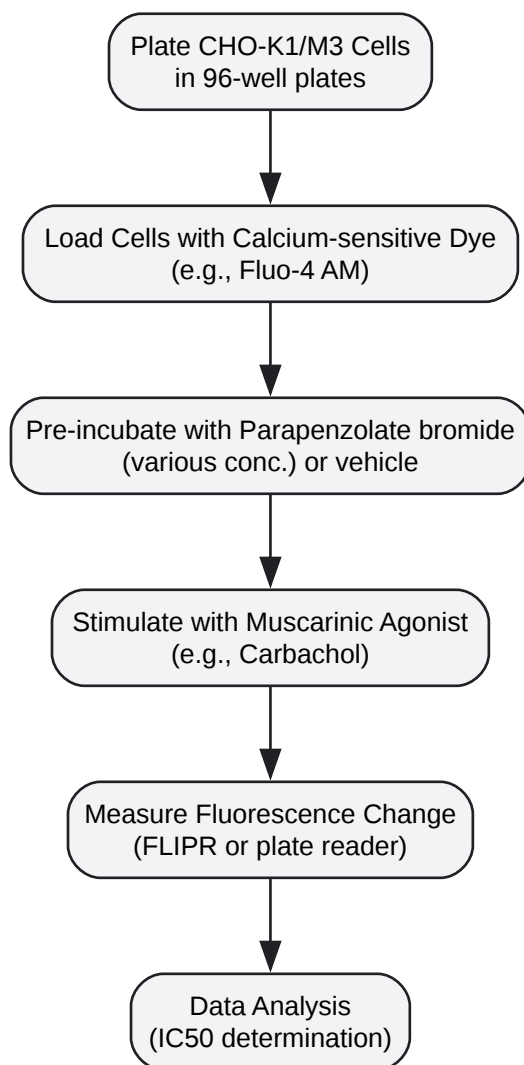 Plate CHO-K1/M3 Cells
in 96-well plates
Load Cells with Calcium-sensitive Dye
(e.g., Fluo-4 AM)
Pre-incubate with Parapenzolate bromide
(various conc.) or vehicle
Stimulate with Muscarinic Agonist
(e.g., Carbachol)
Measure Fluorescence Change
(FLIPR or plate reader)
Data Analysis
(IC50 determination)